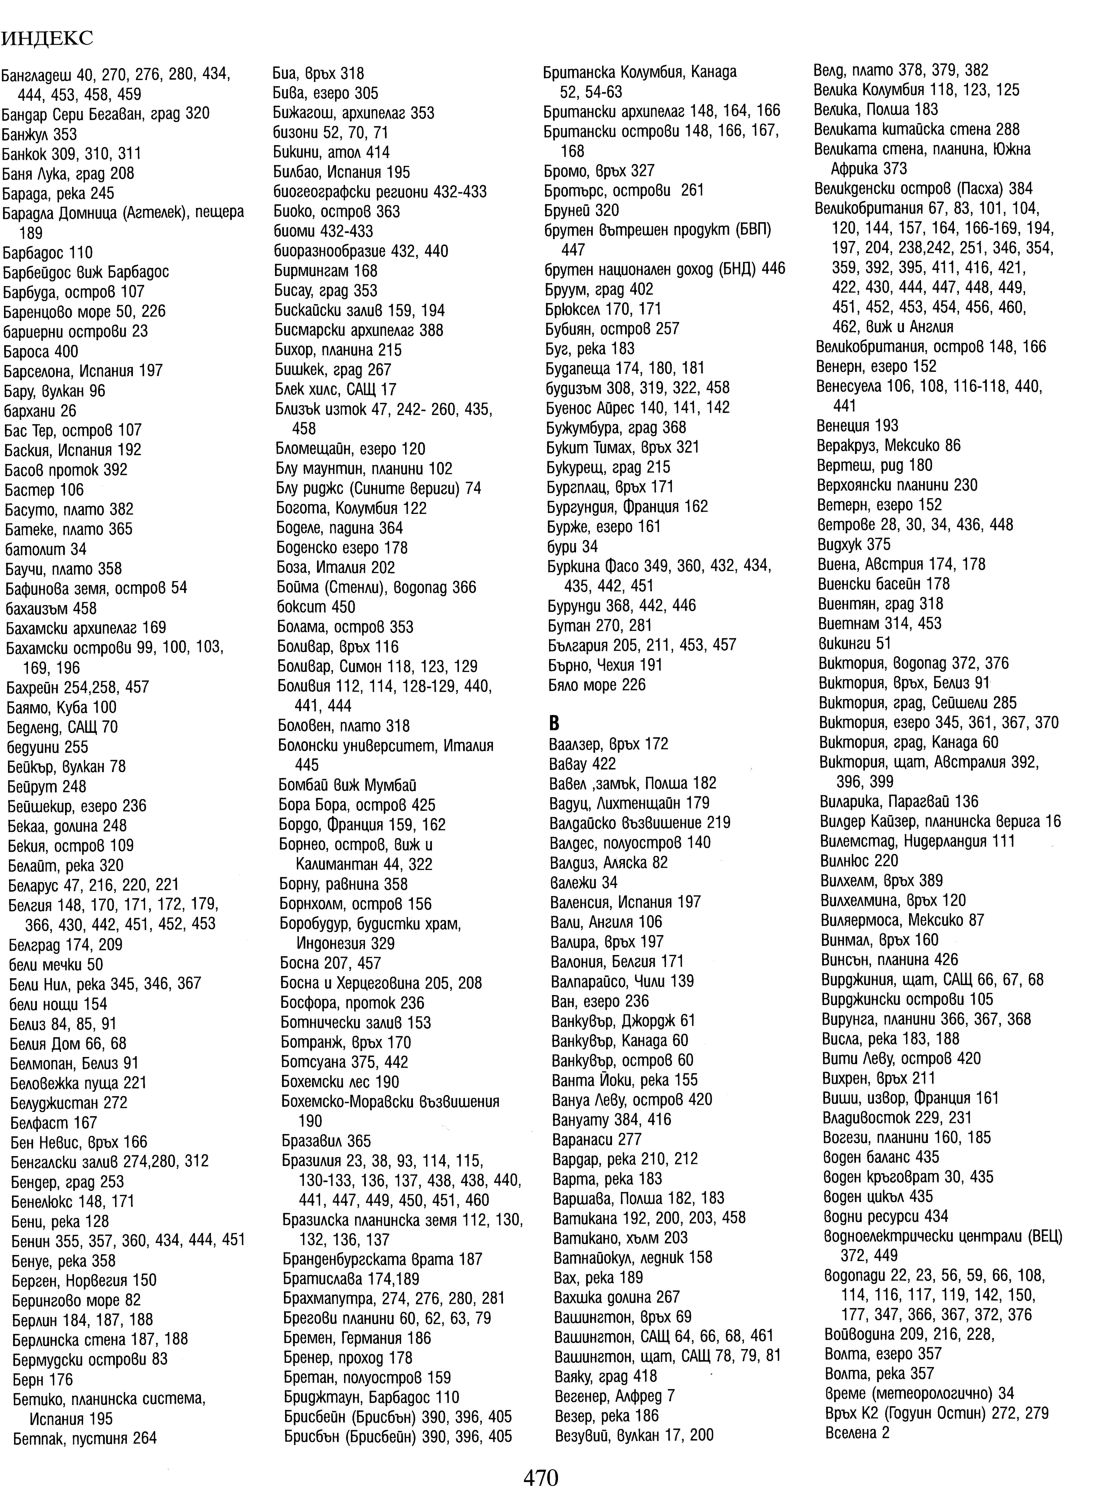 ИНДЕКС
Бангладеш 40, 270, 276, 280, 434,
444, 453, 458, 459
Бандар Сери Бегаван, град 320
Банжул 353
Банкок 309, 310, 311
Баня Лука, град 208
Барада, река 245
Барадла Домница (Агтелек), пещера
189
Барбадос 110
Барбейдос виж Барбадос
Барбуда, остров 107
Баренцово море 50, 226
бариерни острови 23
Бароса 400
Барселона, Испания 197
Бару, вулкан 96
бархани 26
Бас Тер, остров 107
Баския, Испания 192
Басов проток 392
Бастер 106
Басуто, плато 382
Батеке, плато 365
батолит 34
Баучи, плато 358
Бафинова земя, остров 54
бахаизъм 458
Бахамски архипелаг 169
Бахамски острови 99, 100, 103,
169, 196
Бахрейн 254,258, 457
Баямо, Куба 100
Бедленд, САЩ 70
бедуини 255
Бейкър, вулкан 78
Бейрут 248
Бейшекир, езеро 236
Бекаа, долина 248
Бекия, остров 109
Белайт, река 320
Беларус 47, 216, 220, 221
Белгия 148, 170, 171, 172, 179,
366, 430, 442, 451, 452, 453
Белград 174, 209
бели мечки 50
Бели Нил, река 345, 346, 367
бели нощи 154
Белиз 84, 85, 91
Белия Дом 66, 68
Белмопан, Белиз 91
Беловежка пуща 221
Белуджистан 272
Белфаст 167
Бен Невис, връх 166
Бенгалски залив 274,280, 312
Бендер, град 253
Бенелюкс 148, 171
Бени, река 128
Бенин 355, 357, 360, 434, 444, 451
Бенуе, река 358
Берген, Норвегия 150
Берингово море 82
Берлин 184, 187, 188
Берлинска стена 187, 188
Бермудски острови 83
Берн 176
Бетико, планинска система,
Испания 195
Бетпак, пустиня 264
Биа, връх 318
Бива, езеро 305
Бижагош, архипелаг 353
бизони 52, 70, 71
Бикини, атол 414
Билбао, Испания 195
биогеографски региони 432-433
Биоко, остров 363
биоми 432-433
биоразнообразие 432, 440
Бирмингам 168
Бисау, град 353
Бискайски залив 159, 194
Бисмарски архипелаг 388
Бихор, планина 215
Бишкек, град 267
Блек хилс, САЩ 17
Близък изток 47, 242- 260, 435,
458
Бломещайн, езеро 120
Блу маунтин, планини 102
Блу риджс (Сините вериги) 74
Богота, Колумбия 122
Боделе, падина 364
Боденско езеро 178
Боза, Италия 202
Бойма (Стенли), водопад 366
боксит 450
Болама, остров 353
Боливар, връх 116
Боливар, Симон 118, 123, 129
Боливия 112, 114, 128-129, 440,
441, 444
Боловен, плато 318
Болонски университет, Италия
445
Бомбай виж Мумбай
Бора Бора, остров 425
Бордо, Франция 159, 162
Борнео, остров, виж и
Калимантан 44, 322
Борну, равнина 358
Борнхолм, остров 156
Боробудур, будистки храм,
Индонезия 329
Босна 207, 457
Босна и Херцеговина 205, 208
Босфора, проток 236
Ботнически залив 153
Ботранж, връх 170
Ботсуана 375, 442
Бохемски лес 190
Бохемско-Моравски възвишения
190
Бразавил 365
Бразилия 23, 38, 93, 114, 115,
130-133, 136, 137, 438, 438, 440,
441, 447, 449, 450, 451, 460
Бразилска планинска земя 112, 130,
132, 136, 137
Бранденбургската врата 187
Братислава 174,189
Брахмапутра, 274, 276, 280, 281
Брегови планини 60, 62, 63, 79
Бремен, Германия 186
Бренер, проход 178
Бретан, полуостров 159
Бриджтаун, Барбадос 110
Брисбейн (Брисбън) 390, 396, 405
Брисбън (Брисбейн) 390, 396, 405
Британска Колумбия, Канада
52, 54-63
Британски архипелаг 148, 164, 166
Британски острови 148, 166, 167,
168
Бромо, връх 327
Бротърс, острови 261
Бруней 320
брутен вътрешен продукт (БВП)
447
брутен национален доход (БНД) 446
Бруум, град 402
Брюксел 170, 171
Бубиян, остров 257
Буг, река 183
Будапеща 174, 180, 181
будизъм 308, 319, 322, 458
Буенос Айрес 140, 141, 142
Бужумбура, град 368
Букит Тимах, връх 321
Букурещ, град 215
Бургплац, връх 171
Бургундия, Франция 162
Бурже, езеро 161
бури 34
Буркина Фасо 349, 360, 432, 434,
435, 442, 451
Бурунди 368, 442, 446
Бутан 270, 281
България 205, 211, 453, 457
Бърно, Чехия 191
Бяло море 226
В
Ваалзер, връх 172
Вавау 422
Вавел ,замък, Полша 182
Вадуц, Лихтенщайн 179
Валдайско възвишение 219
Валдес, полуостров 140
Валдиз, Аляска 82
валежи 34
Валенсия, Испания 197
Вали, Ангиля 106
Валира, връх 197
Валония, Белгия 171
Валпарайсо, Чили 139
Ван, езеро 236
Ванкувър, Джордж 61
Ванкувър, Канада 60
Ванкувър, остров 60
Ванта Йоки, река 155
Вануа Леву, остров 420
Вануату 384, 416
Варанаси 277
Вардар, река 210, 212
Варта, река 183
Варшава, Полша 182, 183
Ватикана 192, 200, 203, 458
Ватикано, хълм 203
Ватнайокул, ледник 158
Вах, река 189
Вахшка долина 267
Вашингтон, връх 69
Вашингтон, САЩ 64, 66, 68, 461
Вашингтон, щат, САЩ 78, 79, 81
Ваяку, град 418
Вегенер, Алфред 7
Везер, река 186
Везувий, вулкан 17, 200
Велд, плато 378, 379, 382
Велика Колумбия 118, 123, 125
Велика, Полша 183
Великата китайска стена 288
Великата стена, планина, Южна
Африка 373
Великденски остров (Пасха) 384
Великобритания 67, 83, 101, 104,
120, 144, 157, 164, 166-169, 194,
197, 204, 238,242, 251, 346, 354,
359, 392, 395, 411, 416, 421,
422, 430, 444, 447, 448, 449,
451, 452, 453, 454, 456, 460,
462, виж и Англия
Великобритания, остров 148, 166
Венерн, езеро 152
Венесуела 106, 108, 116-118, 440,
441
Венеция 193
Веракруз, Мексико 86
Вертеш, рид 180
Верхоянски планини 230
Ветерн, езеро 152
ветрове 28, 30, 34, 436, 448
Видхук 375
Виена, Австрия 174, 178
Виенски басейн 178
Виентян, град 318
Виетнам 314, 453
викинги 51
Виктория, водопад 372, 376
Виктория, връх, Белиз 91
Виктория, град, Сейшели 285
Виктория, езеро 345, 361, 367, 370
Виктория, град, Канада 60
Виктория, щат, Австралия 392,
396, 399
Виларика, Парагвай 136
Вилдер Кайзер, планинска верига 16
Вилемстад, Нидерландия 111
Вилнюс 220
Вилхелм, връх 389
Вилхелмина, връх 120
Виляермоса, Мексико 87
Винмал, връх 160
Винсън, планина 426
Вирджиния, щат, САЩ 66, 67, 68
Вирджински острови 105
Вирунга, планини 366, 367, 368
Висла, река 183, 188
Вити Леву, остров 420
Вихрен, връх 211
Виши, извор, Франция 161
Владивосток 229, 231
Вогези, планини 160, 185
воден баланс 435
воден кръговрат 30, 435
воден цикъл 435
водни ресурси 434
водноелектрически централи (ВЕЦ)
372, 449
водопади 22, 23, 56, 59, 66, 108,
114, 116, 117, 119, 142, 150,
177, 347, 366, 367, 372, 376
Войводина 209, 216, 228,
Волта, езеро 357
Волта, река 357
време (метеорологично) 34
Връх К2 (Годуин Остин) 272, 279
Вселена 2
470